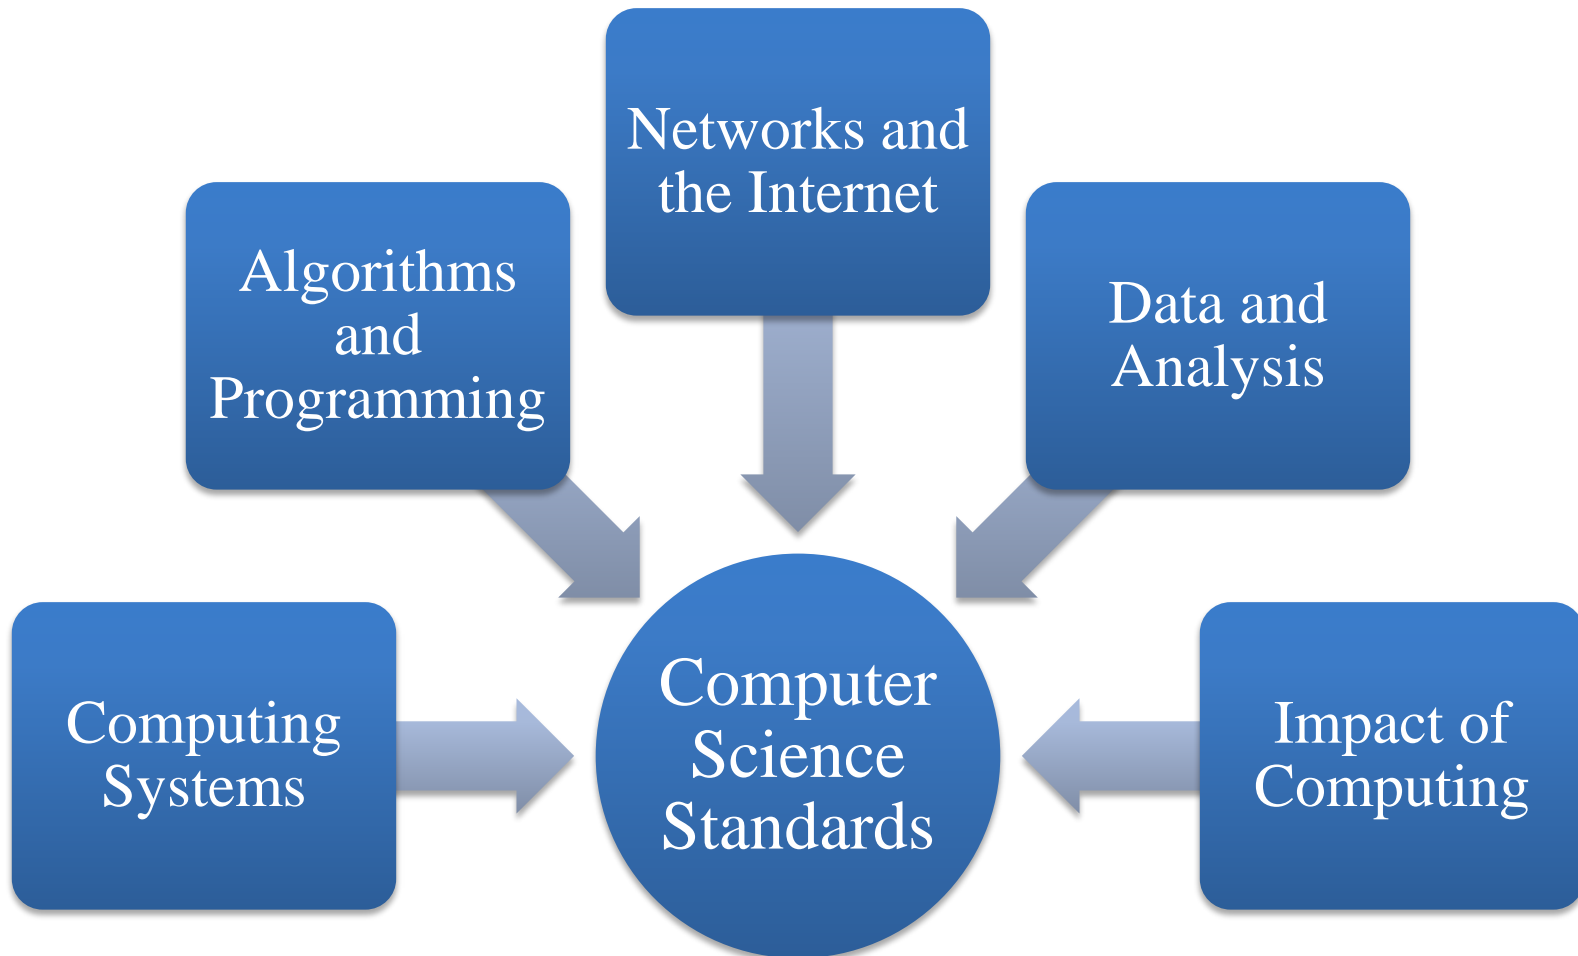 Networks and
the Internet
Algorithms
and
Programming
Data and
Analysis
Computing
Systems
Computer
Science
Standards
Impact of
Computing